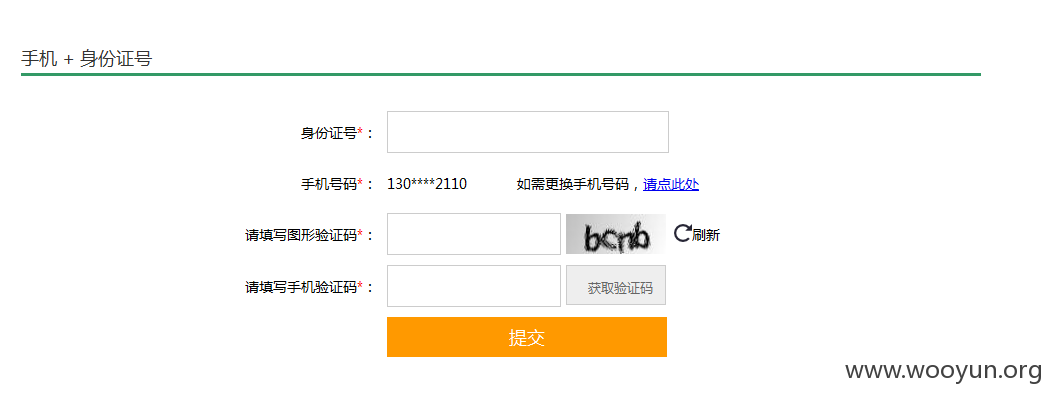 手机 + 身份证号
身份证号*：
手机号码*： 130****2110 如需更换手机号码，请点此处
请填写图形验证码*： bcnb 刷新
请填写手机验证码*： 获取验证码
提交
www.wooyun.org